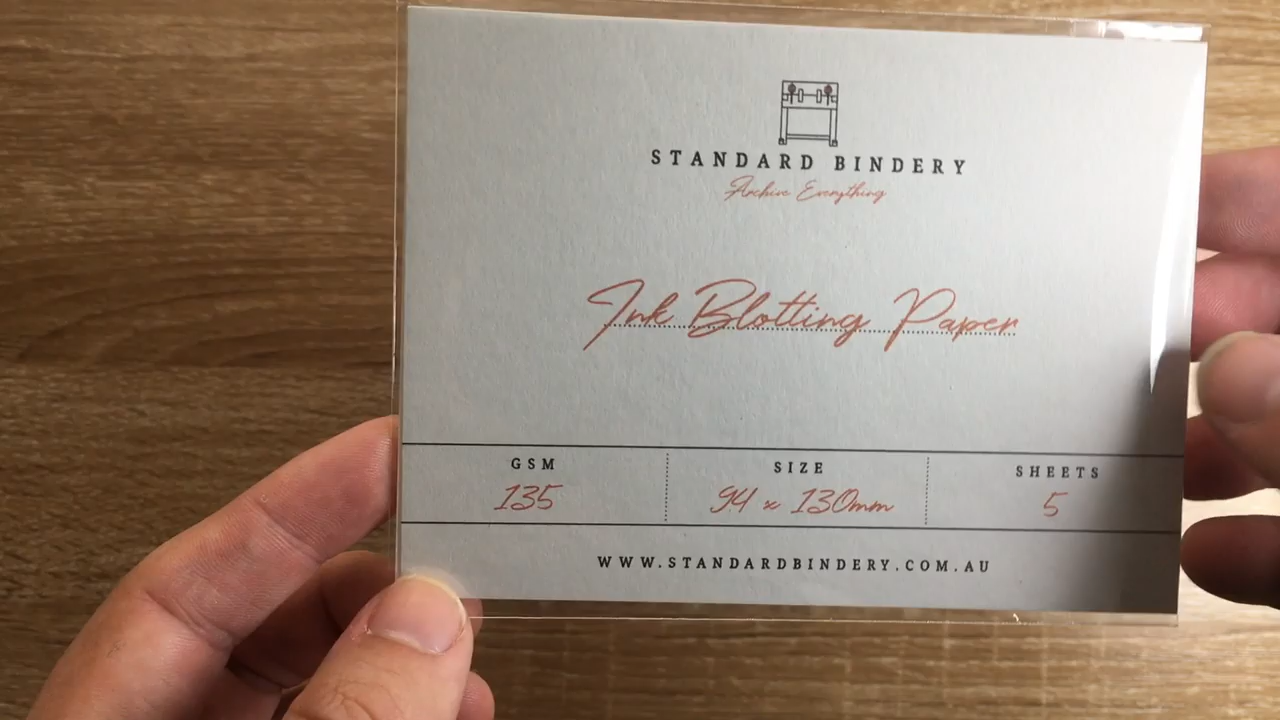 STANDARD BINDERY
Archive Everything
Ink Blotting Paper
GSM SIZE SHEETS
135 94 x 130mm 5
WWW.STANDARDBINDERY.COM.AU